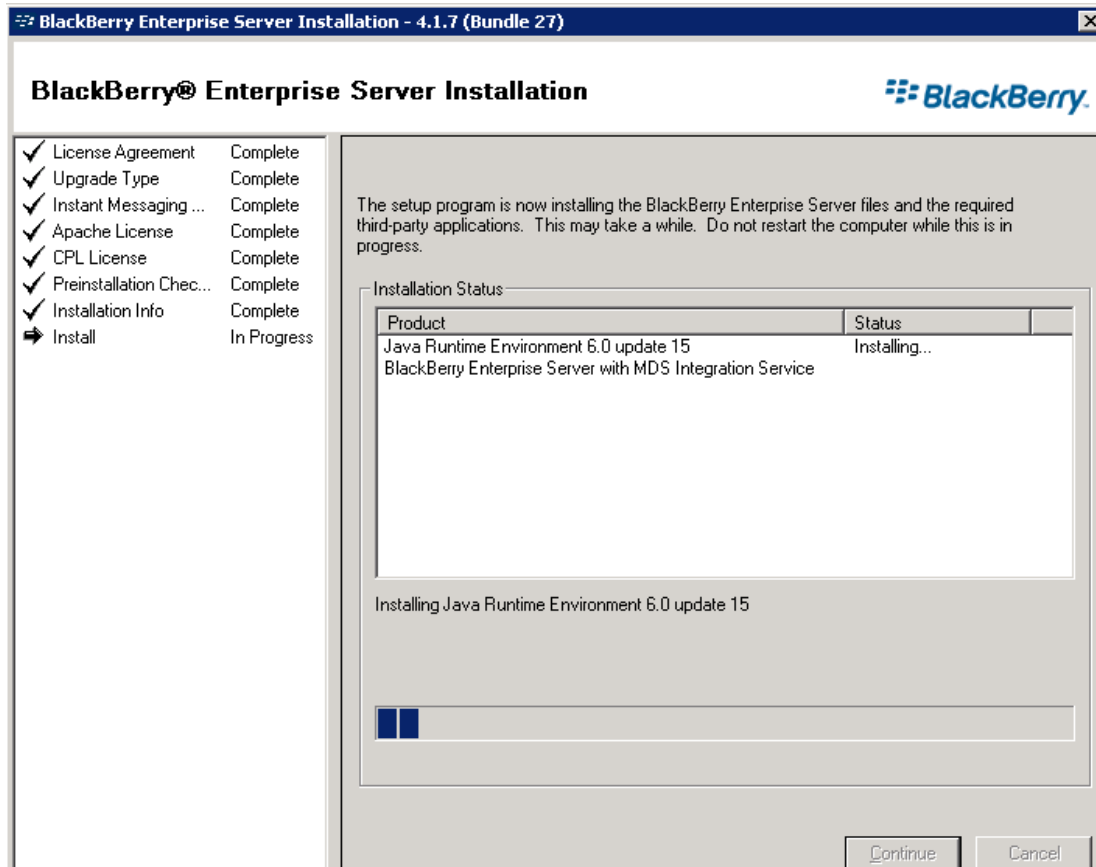 BlackBerry Enterprise Server Installation - 4.1.7 (Bundle 27)
BlackBerry® Enterprise Server Installation
BlackBerry.
License Agreement Complete
Upgrade Type Complete
Instant Messaging ... Complete
Apache License Complete
CPL License Complete
Preinstallation Chec... Complete
Installation Info Complete
Install In Progress
The setup program is now installing the BlackBerry Enterprise Server files and the required
third-party applications. This may take a while. Do not restart the computer while this is in
progress.
Installation Status
Product Status
Java Runtime Environment 6.0 update 15 Installing...
BlackBerry Enterprise Server with MDS Integration Service
Installing Java Runtime Environment 6.0 update 15
Continue Cancel